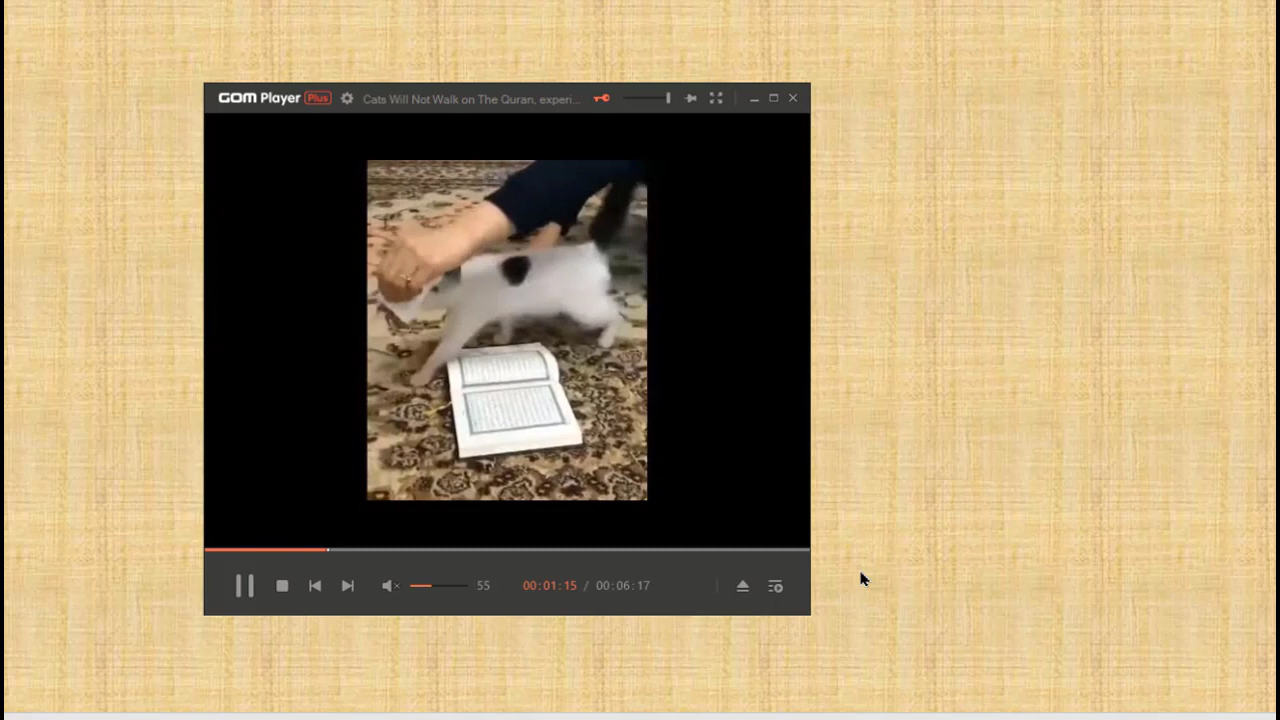 GOM Player Plus
Cats Will Not Walk on The Quran, experi...
55
00:01:15 / 00:06:17